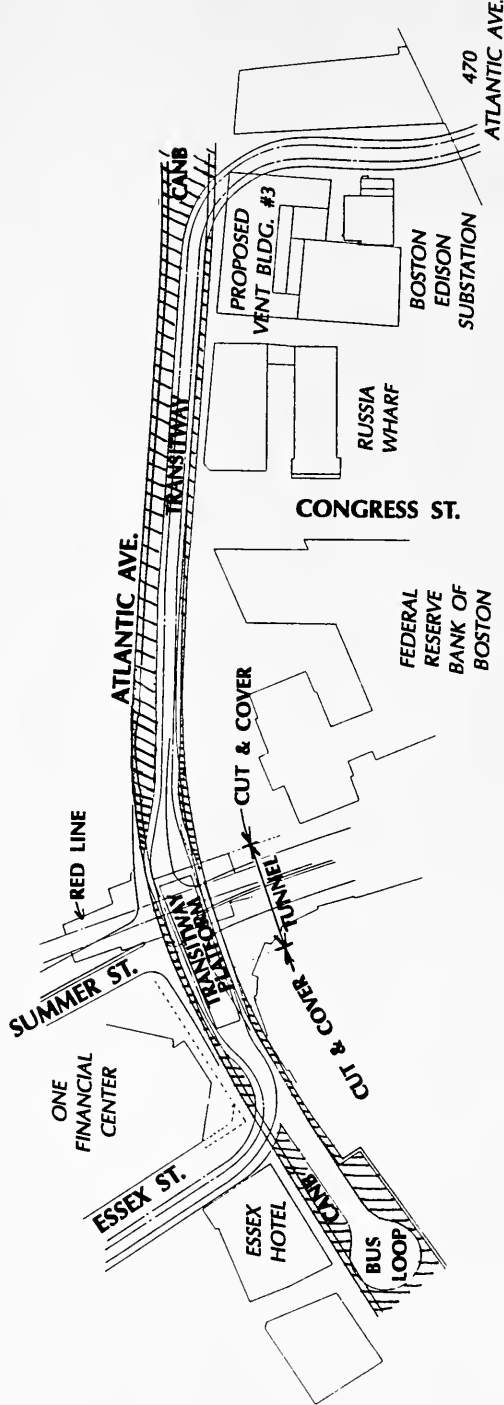 RED LINE
SUMMER ST.
ONE
FINANCIAL
CENTER
ESSEX ST.
ESSEX
HOTEL
CANB
BUS
LOOP
TRANSITWAY
PLATFORM
CUT & COVER
TUNNEL
CUT & COVER
ATLANTIC AVE.
TRANSITWAY
CANB
FEDERAL
RESERVE
BANK OF
BOSTON
CONGRESS ST.
RUSSIA
WHARF
PROPOSED
VENT BLDG. #3
BOSTON
EDISON
SUBSTATION
470
ATLANTIC AVE.